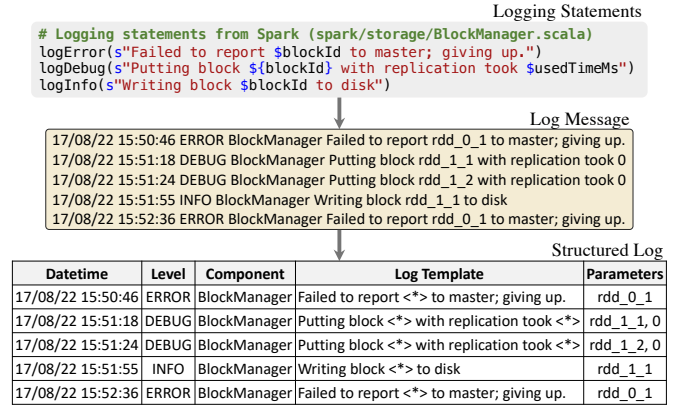 Logging Statements
# Logging statements from Spark (spark/storage/BlockManager.scala)
logError(s"Failed to report $blockId to master; giving up.")
logDebug(s"Putting block ${blockId} with replication took $usedTimeMs")
logInfo(s"Writing block $blockId to disk")
Log Message
17/08/22 15:50:46 ERROR BlockManager Failed to report rdd_0_1 to master; giving up.
17/08/22 15:51:18 DEBUG BlockManager Putting block rdd_1_1 with replication took 0
17/08/22 15:51:24 DEBUG BlockManager Putting block rdd_1_2 with replication took 0
17/08/22 15:51:55 INFO BlockManager Writing block rdd_1_1 to disk
17/08/22 15:52:36 ERROR BlockManager Failed to report rdd_0_1 to master; giving up.
Structured Log
Datetime Level Component Log Template Parameters
17/08/22 15:50:46 ERROR BlockManager Failed to report <*> to master; giving up. rdd_0_1
17/08/22 15:51:18 DEBUG BlockManager Putting block <*> with replication took <*> rdd_1_1, 0
17/08/22 15:51:24 DEBUG BlockManager Putting block <*> with replication took <*> rdd_1_2, 0
17/08/22 15:51:55 INFO BlockManager Writing block <*> to disk rdd_1_1
17/08/22 15:52:36 ERROR BlockManager Failed to report <*> to master; giving up. rdd_0_1